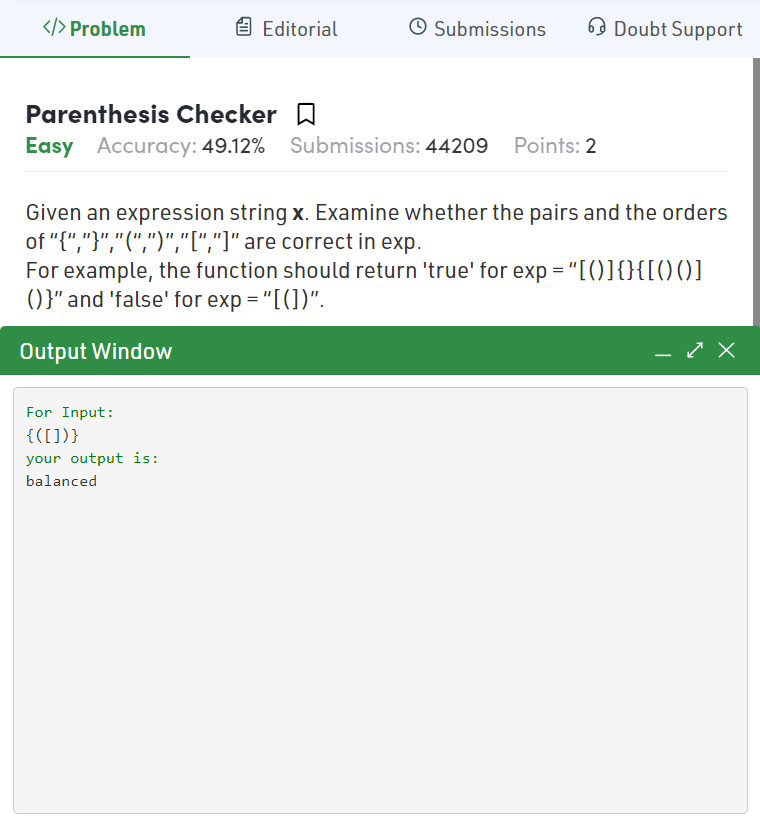 </> Problem Editorial Submissions Doubt Support
Parenthesis Checker
Easy Accuracy: 49.12% Submissions: 44209 Points: 2
Given an expression string x. Examine whether the pairs and the orders
of “{“,”}”,”(“,”)”,”[“,”]” are correct in exp.
For example, the function should return 'true' for exp = “[()]{}{[()()]
()}” and 'false' for exp = “[(])”.
Output Window
For Input:
{([])}
your output is:
balanced